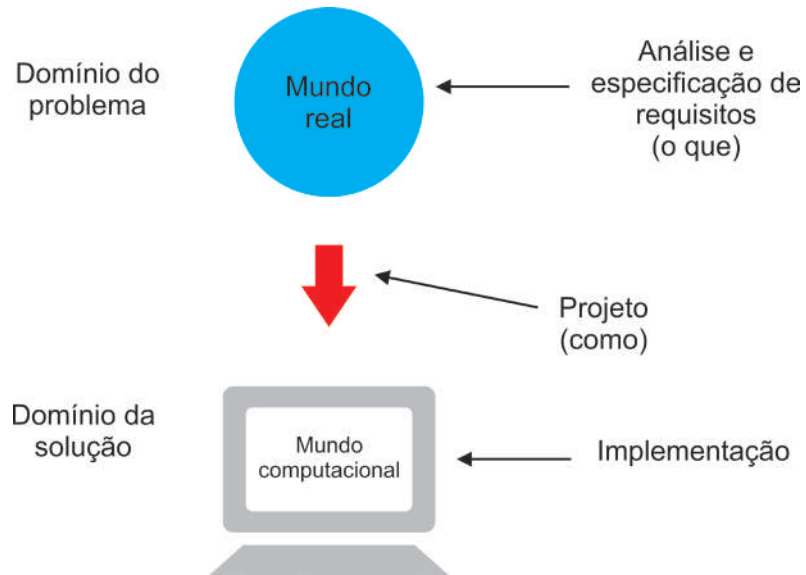 Domínio do
problema
Mundo
real
Análise e
especificação de
requisitos
(o que)
Projeto
(como)
Domínio da
solução
Mundo
computacional
Implementação